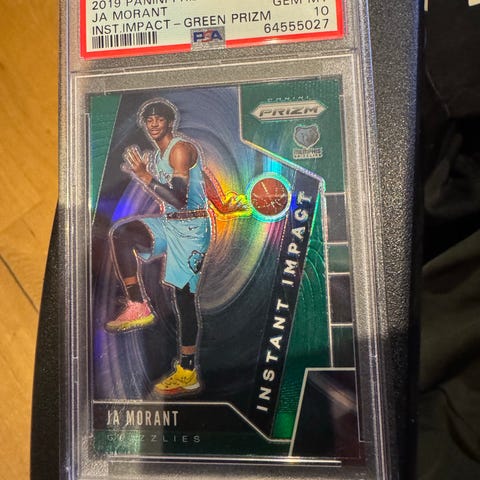 2019 PANINI PRI
JA MORANT
GEM MT
INST.IMPACT-GREEN PRIZM
10
PSA
64555027
PANINI
PRIZM
INSTANT IMPACT
JA MORANT
GRIZZLIES